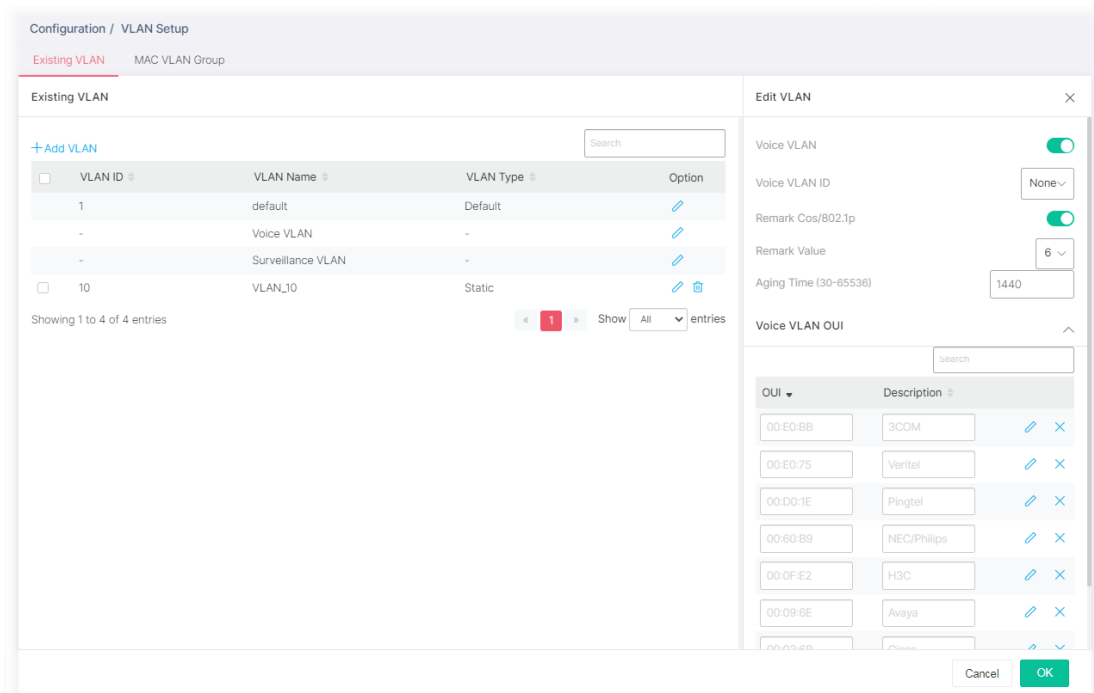 Configuration / VLAN Setup
Existing VLAN MAC VLAN Group
Existing VLAN
+Add VLAN Search
VLAN ID VLAN Name VLAN Type Option
1 default Default
- Voice VLAN -
- Surveillance VLAN -
10 VLAN_10 Static
Showing 1 to 4 of 4 entries « 1 » Show All entries
Edit VLAN
Voice VLAN
Voice VLAN ID None
Remark Cos/802.1p
Remark Value 6
Aging Time (30-65536) 1440
Voice VLAN OUI
Search
OUI Description
00:E0:BB 3COM
00:E0:75 Veritel
00:D0:1E Pingtel
00:60:B9 NEC/Philips
00:0F:E2 H3C
00:09:6E Avaya
00:03:6B Cisco
Cancel OK